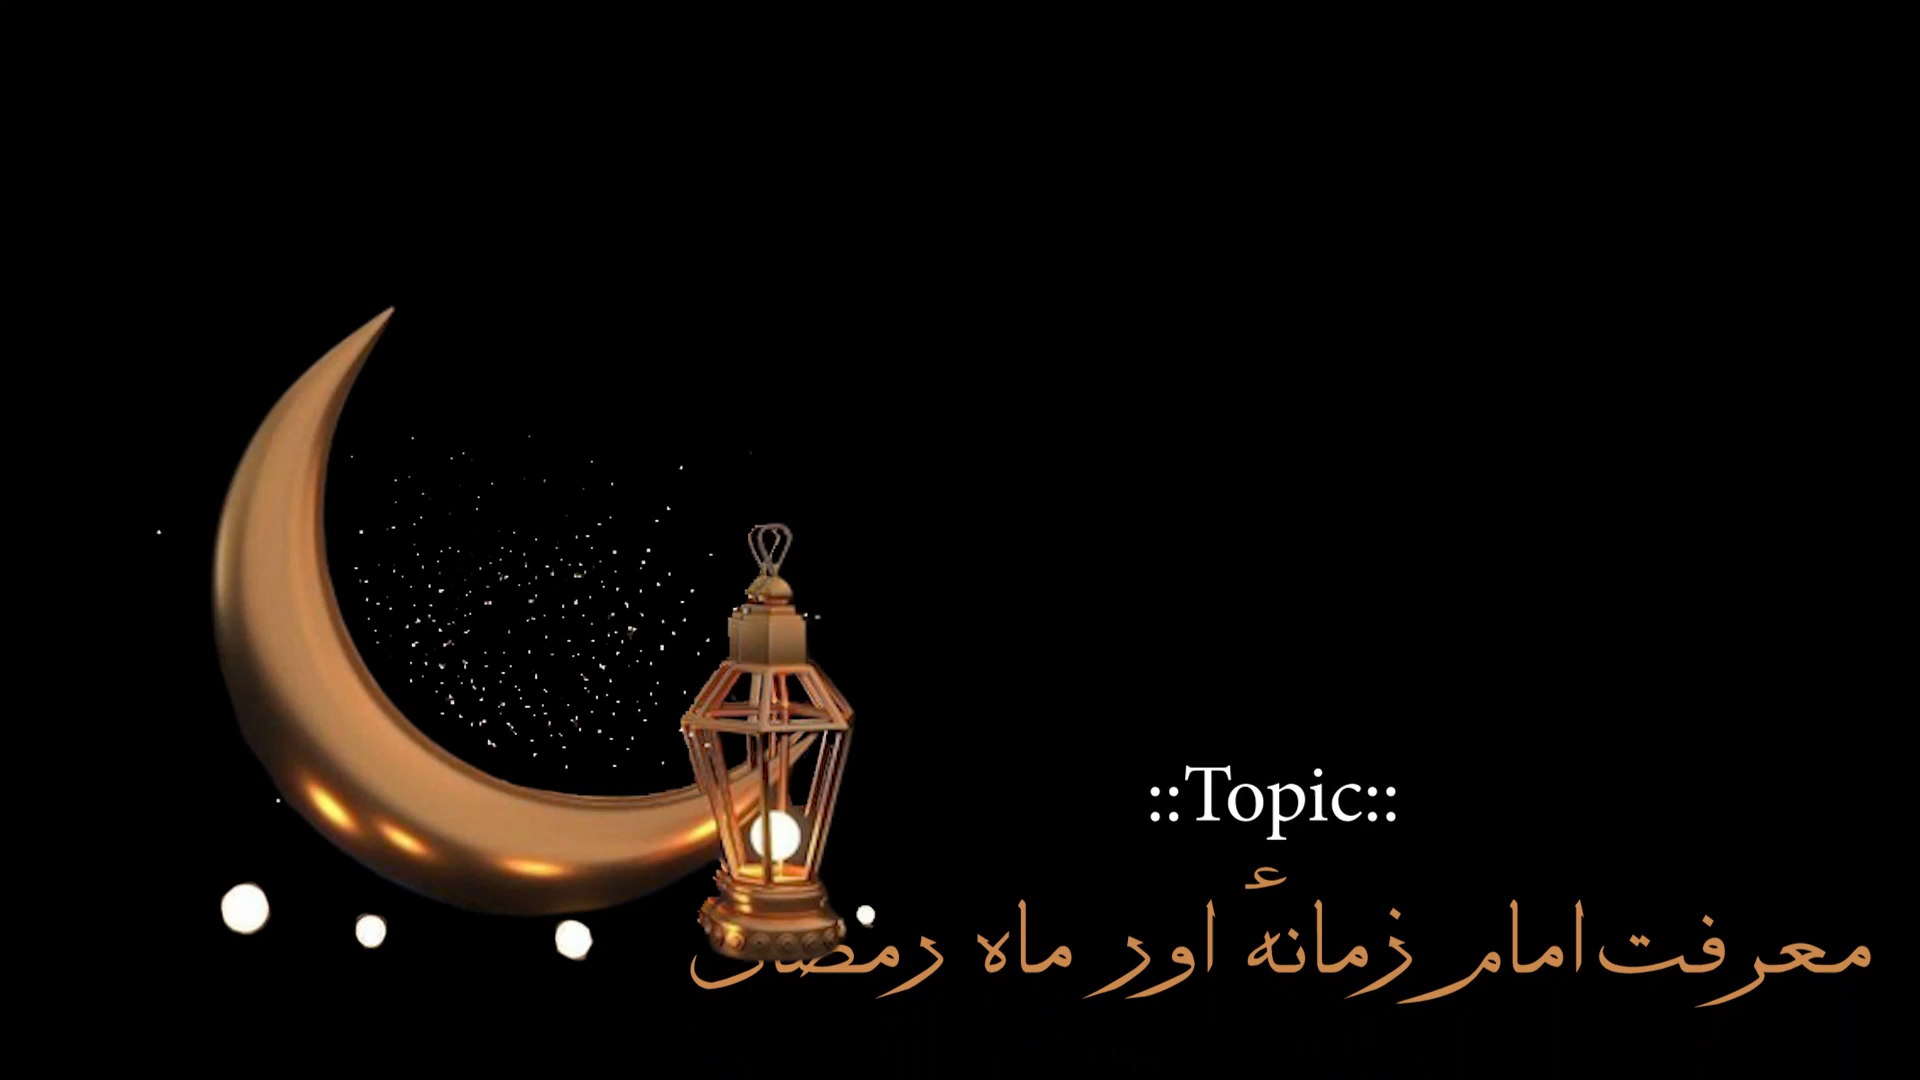 ::Topic::
معرفت امام زمانہ ؑ اور ماہ رمضان